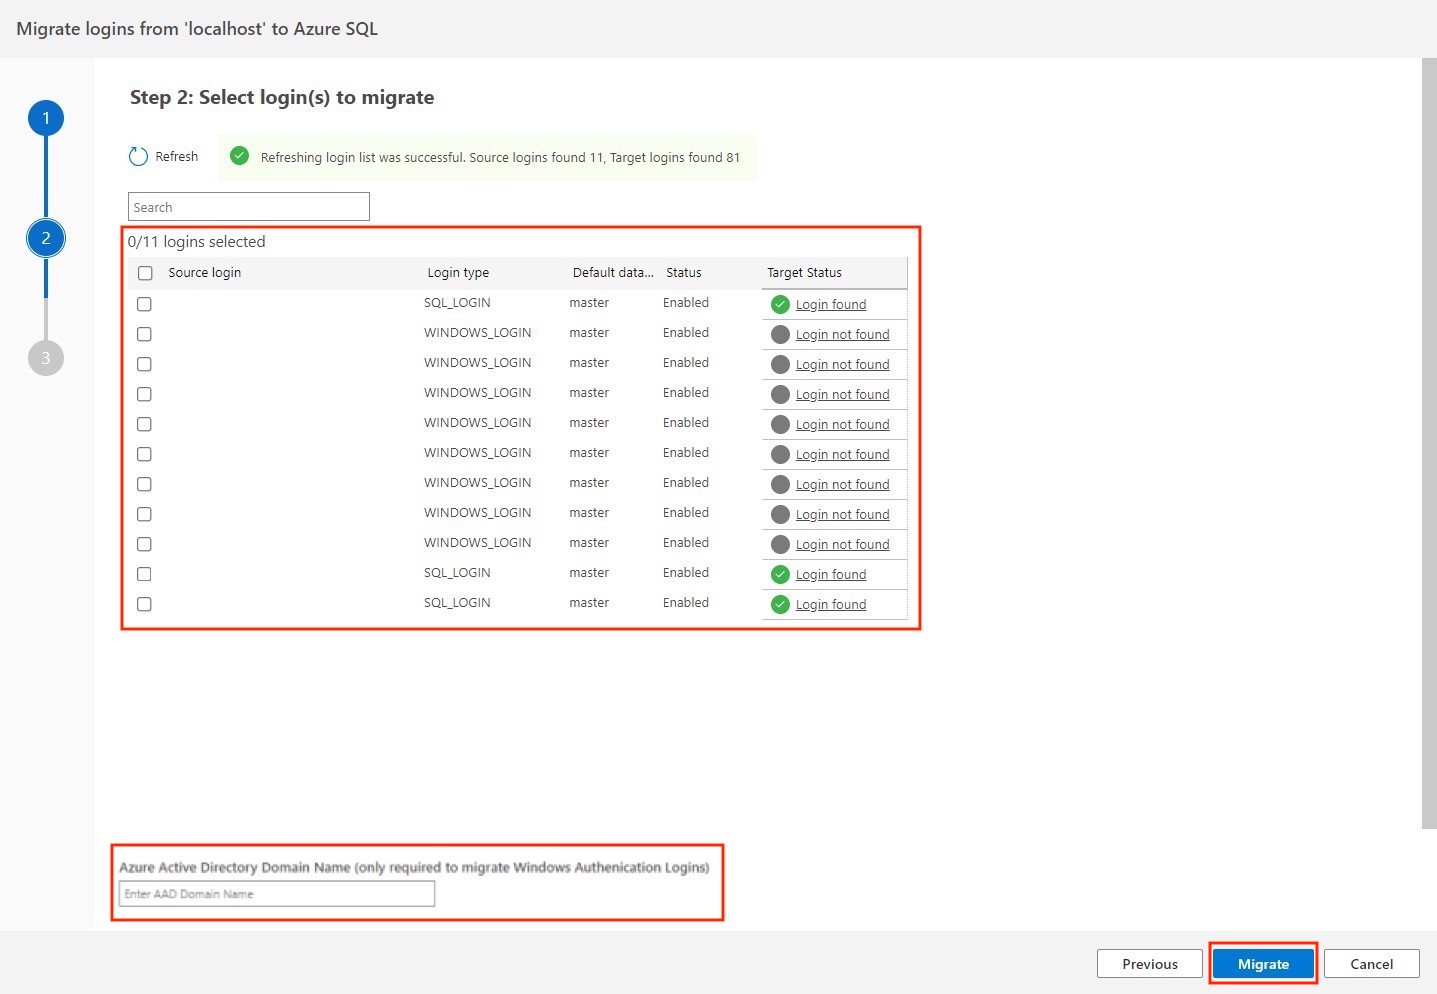 Migrate logins from 'localhost' to Azure SQL
1
2
3
Step 2: Select login(s) to migrate
Refresh
Refreshing login list was successful. Source logins found 11, Target logins found 81
Search
0/11 logins selected
Source login Login type Default data... Status Target Status
SQL_LOGIN master Enabled Login found
WINDOWS_LOGIN master Enabled Login not found
WINDOWS_LOGIN master Enabled Login not found
WINDOWS_LOGIN master Enabled Login not found
WINDOWS_LOGIN master Enabled Login not found
WINDOWS_LOGIN master Enabled Login not found
WINDOWS_LOGIN master Enabled Login not found
WINDOWS_LOGIN master Enabled Login not found
WINDOWS_LOGIN master Enabled Login not found
SQL_LOGIN master Enabled Login found
SQL_LOGIN master Enabled Login found
Azure Active Directory Domain Name (only required to migrate Windows Authenication Logins)
Enter AAD Domain Name
Previous Migrate Cancel